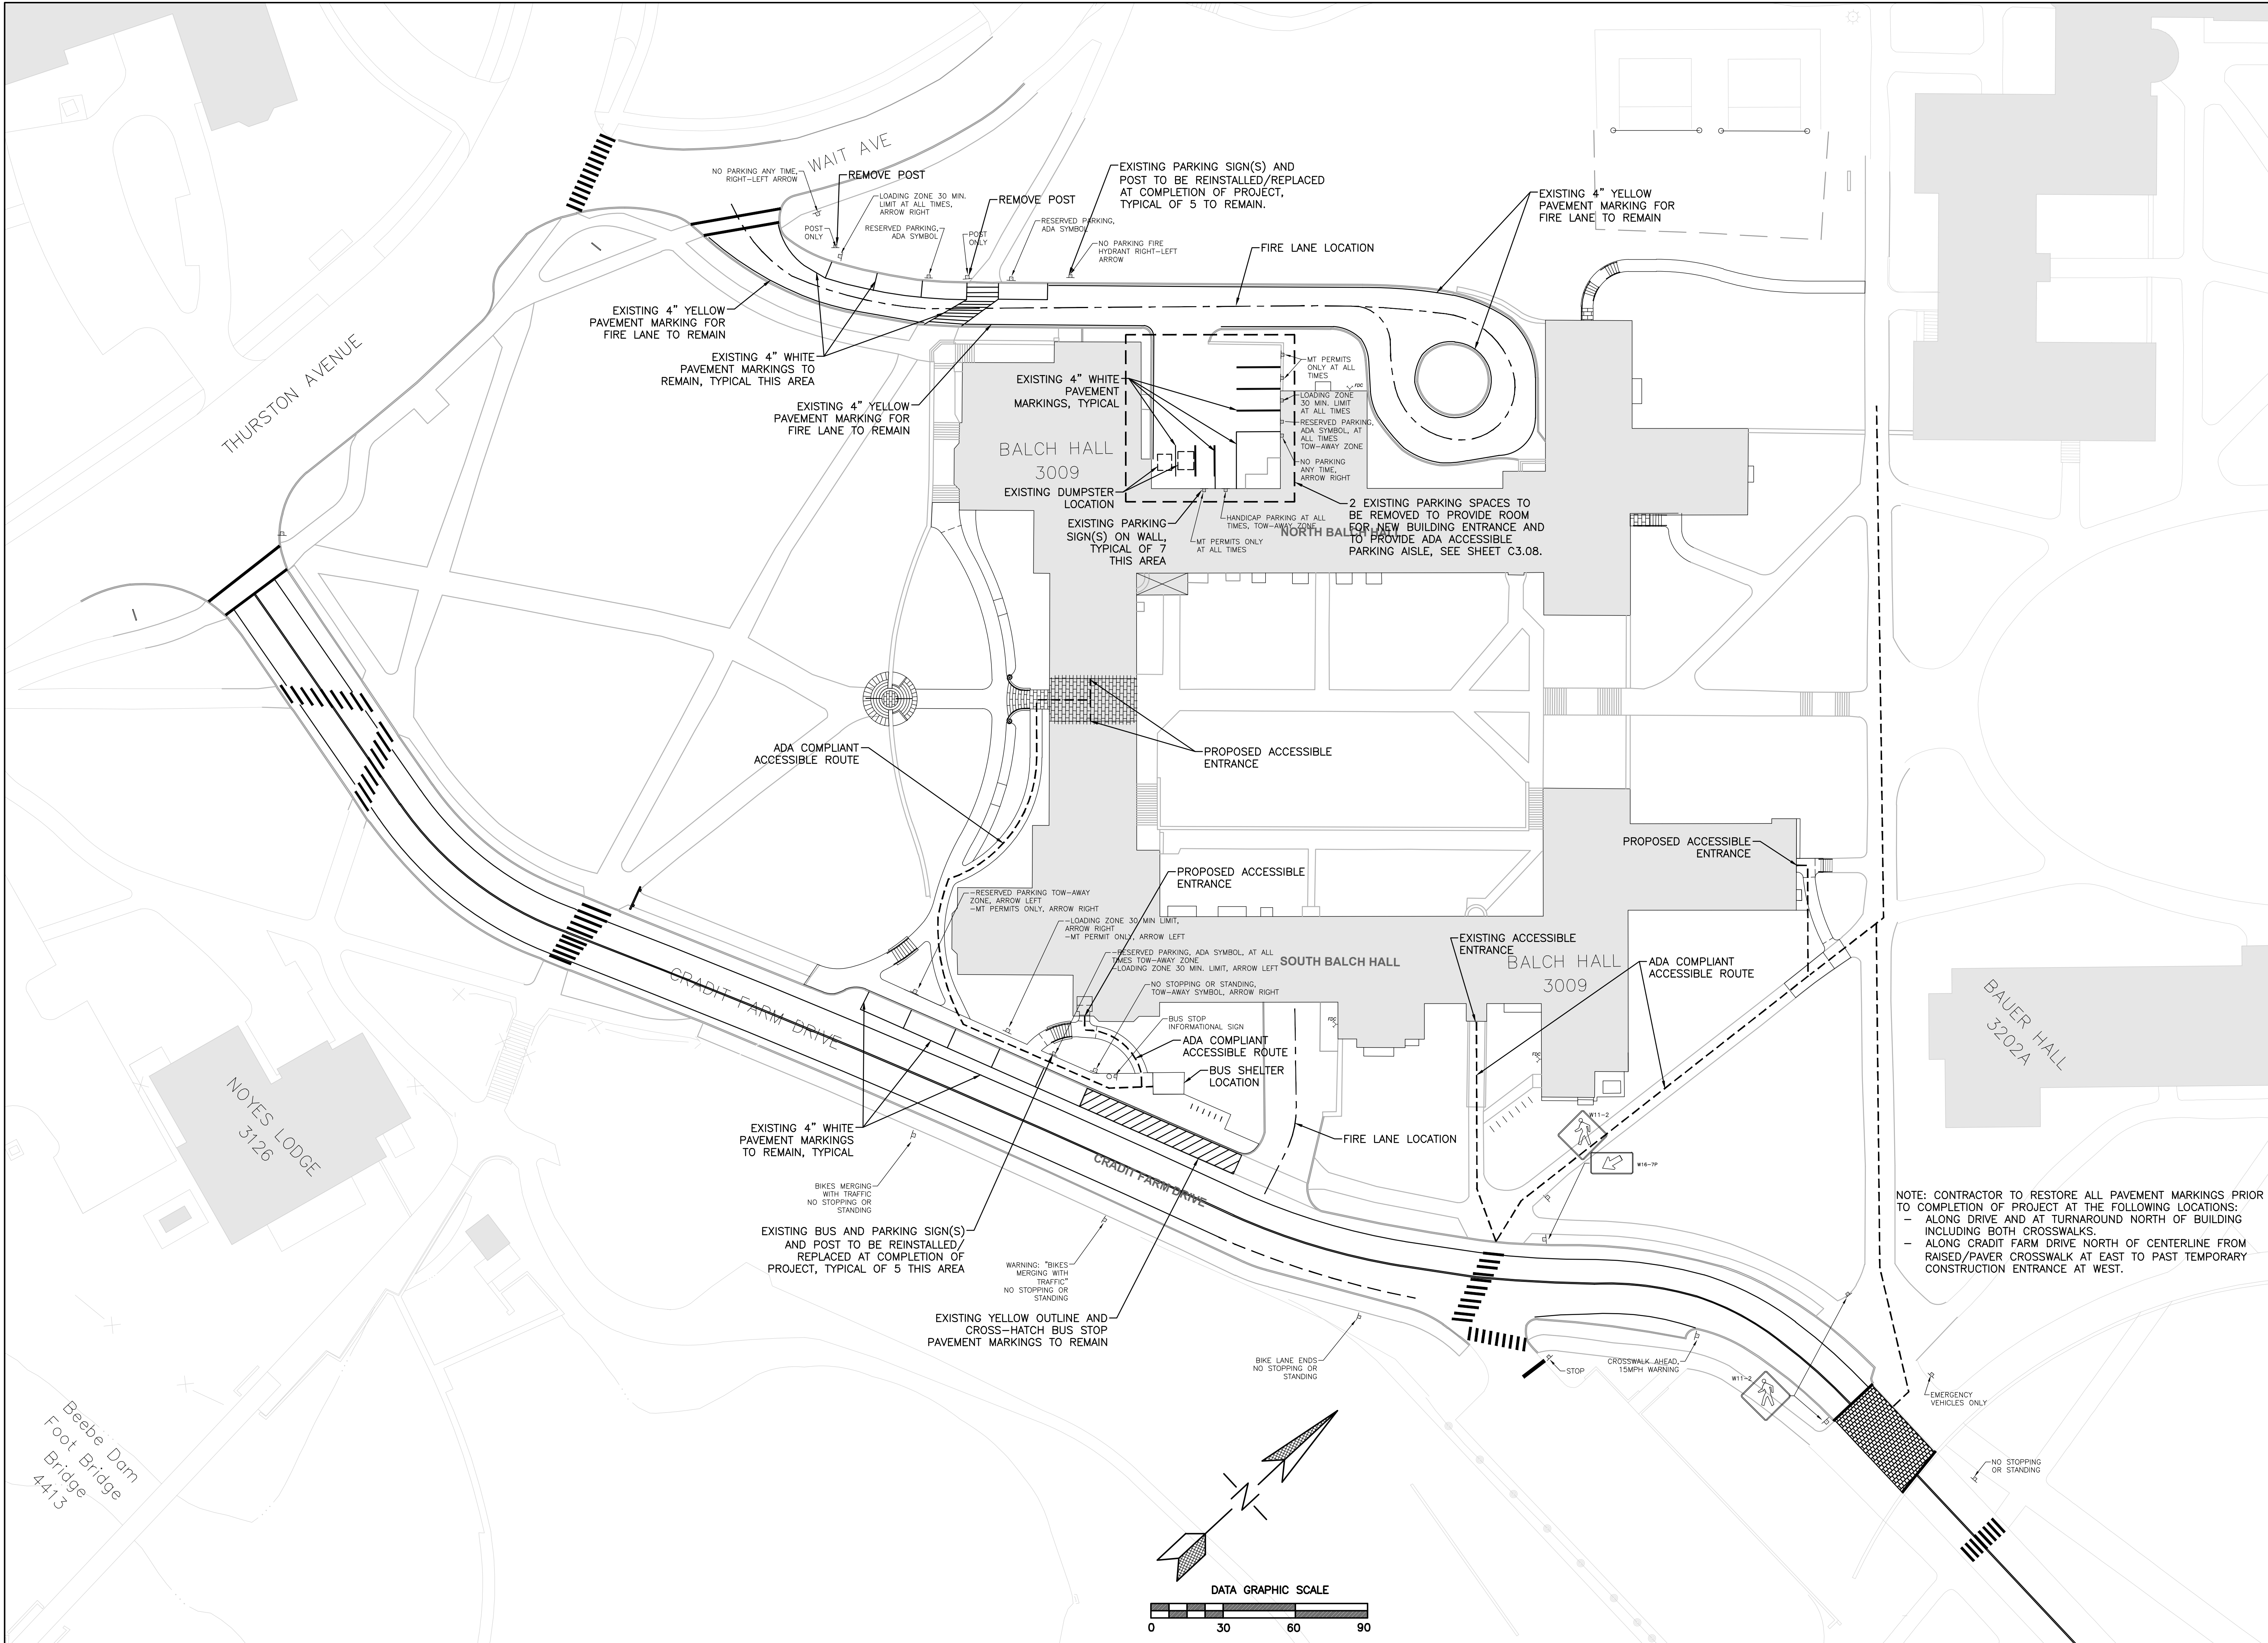 WAIT AVE
NO PARKING ANY TIME,
RIGHT-LEFT ARROW
REMOVE POST
LOADING ZONE 30 MIN.
LIMIT AT ALL TIMES,
ARROW RIGHT
POST
ONLY
RESERVED PARKING,
ADA SYMBOL
REMOVE POST
POST
ONLY
RESERVED PARKING,
ADA SYMBOL
EXISTING PARKING SIGN(S) AND
POST TO BE REINSTALLED/REPLACED
AT COMPLETION OF PROJECT,
TYPICAL OF 5 TO REMAIN.
NO PARKING FIRE
HYDRANT RIGHT-LEFT
ARROW
FIRE LANE LOCATION
EXISTING 4" YELLOW
PAVEMENT MARKING FOR
FIRE LANE TO REMAIN
THURSTON AVENUE
EXISTING 4" YELLOW
PAVEMENT MARKING FOR
FIRE LANE TO REMAIN
EXISTING 4" WHITE
PAVEMENT MARKINGS TO
REMAIN, TYPICAL THIS AREA
EXISTING 4" YELLOW
PAVEMENT MARKING FOR
FIRE LANE TO REMAIN
EXISTING 4" WHITE
PAVEMENT
MARKINGS, TYPICAL
MT PERMITS
ONLY AT ALL
TIMES
FDC
LOADING ZONE
30 MIN. LIMIT
AT ALL TIMES
RESERVED PARKING,
ADA SYMBOL, AT
ALL TIMES
TOW-AWAY ZONE
NO PARKING
ANY TIME,
ARROW RIGHT
BALCH HALL
3009
EXISTING DUMPSTER
LOCATION
EXISTING PARKING
SIGN(S) ON WALL,
TYPICAL OF 7
THIS AREA
HANDICAP PARKING AT ALL
TIMES, TOW-AWAY ZONE
MT PERMITS ONLY
AT ALL TIMES
NORTH BALCH HALL
2 EXISTING PARKING SPACES TO
BE REMOVED TO PROVIDE ROOM
FOR NEW BUILDING ENTRANCE AND
TO PROVIDE ADA ACCESSIBLE
PARKING AISLE, SEE SHEET C3.08.
ADA COMPLIANT
ACCESSIBLE ROUTE
PROPOSED ACCESSIBLE
ENTRANCE
PROPOSED ACCESSIBLE
ENTRANCE
PROPOSED ACCESSIBLE
ENTRANCE
-RESERVED PARKING TOW-AWAY
ZONE, ARROW LEFT
-MT PERMITS ONLY, ARROW RIGHT
-LOADING ZONE 30 MIN LIMIT,
ARROW RIGHT
-MT PERMIT ONLY, ARROW LEFT
-RESERVED PARKING, ADA SYMBOL, AT ALL
TIMES TOW-AWAY ZONE
-LOADING ZONE 30 MIN. LIMIT, ARROW LEFT
SOUTH BALCH HALL
EXISTING ACCESSIBLE
ENTRANCE
BALCH HALL
3009
ADA COMPLIANT
ACCESSIBLE ROUTE
NO STOPPING OR STANDING,
TOW-AWAY SYMBOL, ARROW RIGHT
BUS STOP
INFORMATIONAL SIGN
ADA COMPLIANT
ACCESSIBLE ROUTE
BUS SHELTER
LOCATION
FDC
FDC
CRADIT FARM DRIVE
BAUER HALL
3202A
NOYES LODGE
3126
EXISTING 4" WHITE
PAVEMENT MARKINGS
TO REMAIN, TYPICAL
FIRE LANE LOCATION
W11-2
W16-7P
CRADIT FARM DRIVE
BIKES MERGING
WITH TRAFFIC
NO STOPPING OR
STANDING
EXISTING BUS AND PARKING SIGN(S)
AND POST TO BE REINSTALLED/
REPLACED AT COMPLETION OF
PROJECT, TYPICAL OF 5 THIS AREA
NOTE: CONTRACTOR TO RESTORE ALL PAVEMENT MARKINGS PRIOR
TO COMPLETION OF PROJECT AT THE FOLLOWING LOCATIONS:
- ALONG DRIVE AND AT TURNAROUND NORTH OF BUILDING
INCLUDING BOTH CROSSWALKS.
- ALONG CRADIT FARM DRIVE NORTH OF CENTERLINE FROM
RAISED/PAVER CROSSWALK AT EAST TO PAST TEMPORARY
CONSTRUCTION ENTRANCE AT WEST.
WARNING: "BIKES
MERGING WITH
TRAFFIC"
NO STOPPING OR
STANDING
EXISTING YELLOW OUTLINE AND
CROSS-HATCH BUS STOP
PAVEMENT MARKINGS TO REMAIN
BIKE LANE ENDS
NO STOPPING OR
STANDING
STOP
CROSSWALK AHEAD,
15MPH WARNING
W11-2
EMERGENCY
VEHICLES ONLY
NO STOPPING
OR STANDING
Beebe Dam
Foot Bridge
Bridge
4413
N
DATA GRAPHIC SCALE
0 30 60 90